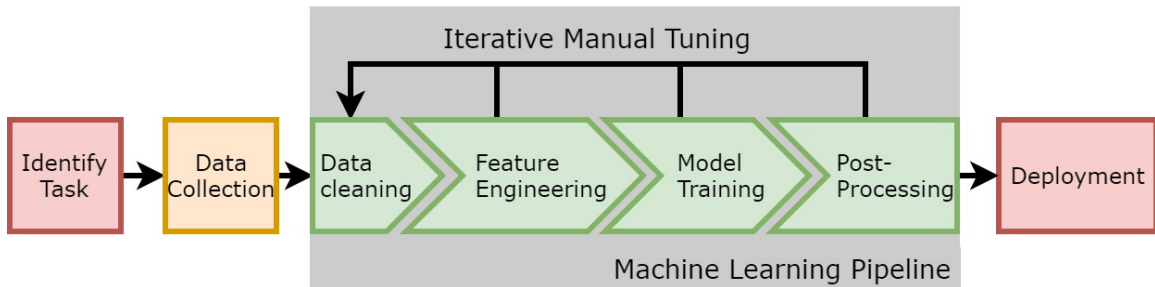 Iterative Manual Tuning
Identify
Task
Data
Collection
Data
cleaning
Feature
Engineering
Model
Training
Post-
Processing
Deployment
Machine Learning Pipeline